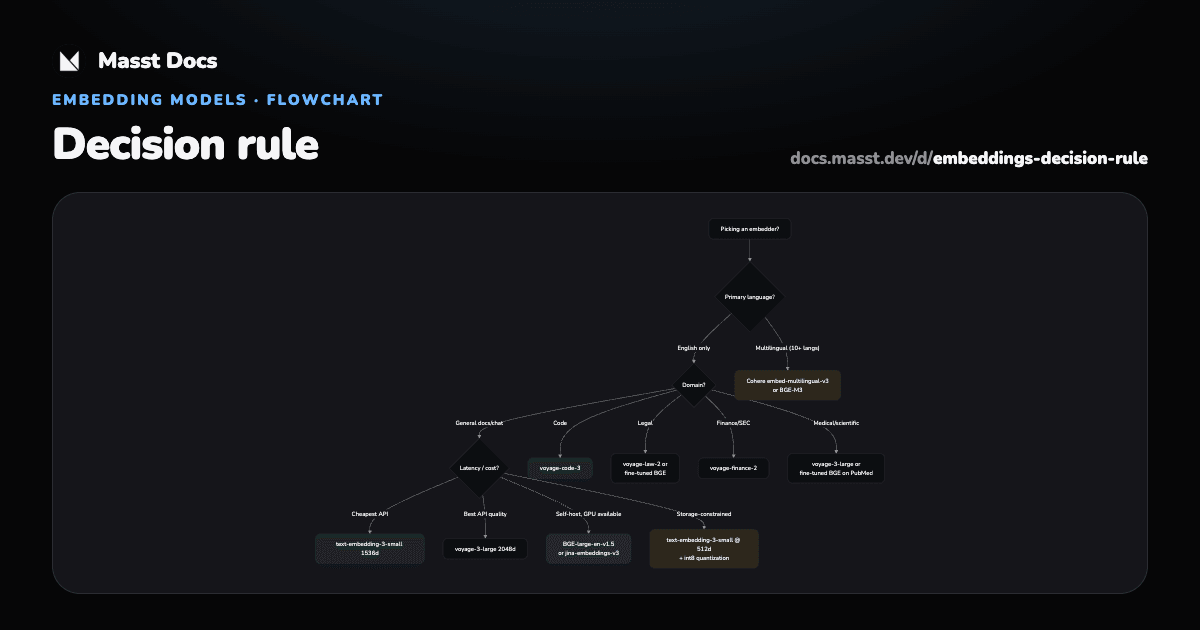 Masst Docs
EMBEDDING MODELS · FLOWCHART
Decision rule
docs.masst.dev/d/embeddings-decision-rule
Picking an embedder?
Primary language?
English only
Multilingual (10+ langs)
Domain?
Cohere embed-multilingual-v3
or BGE-M3
General docs/chat
Code
Legal
Finance/SEC
Medical/scientific
Latency / cost?
voyage-code-3
voyage-law-2 or
fine-tuned BGE
voyage-finance-2
voyage-3-large or
fine-tuned BGE on PubMed
Cheapest API
Best API quality
Self-host, GPU available
Storage-constrained
text-embedding-3-small
1536d
voyage-3-large 2048d
BGE-large-en-v1.5
or jina-embeddings-v3
text-embedding-3-small @
512d
+ int8 quantization